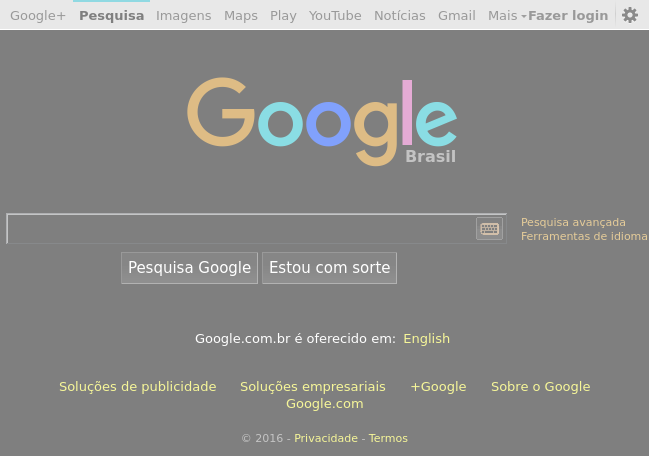 Google+ Pesquisa Imagens Maps Play YouTube Notícias Gmail Mais Fazer login
Google
Brasil
Pesquisa avançada
Ferramentas de idioma
Pesquisa Google Estou com sorte
Google.com.br é oferecido em: English
Soluções de publicidade Soluções empresariais +Google Sobre o Google
Google.com
© 2016 - Privacidade - Termos